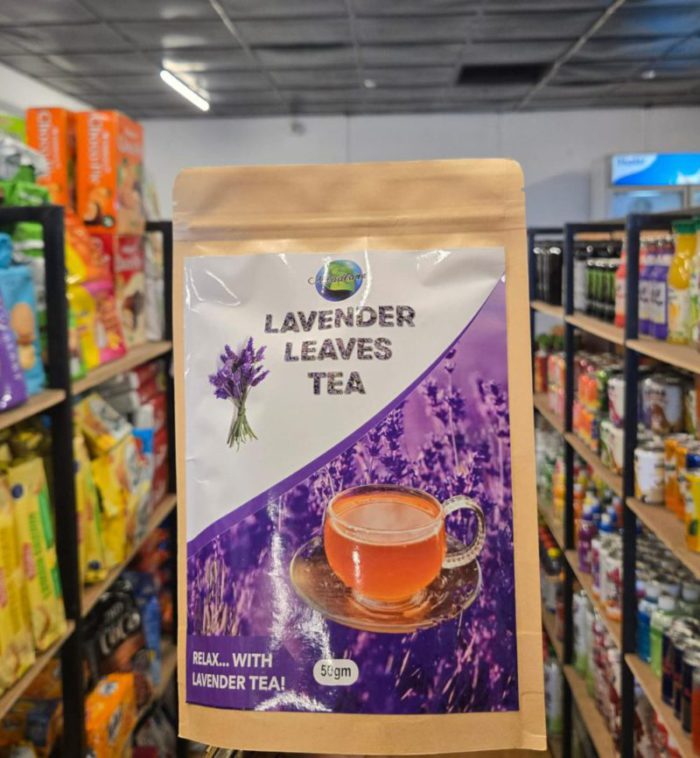 LAVENDER
LEAVES
TEA
RELAX... WITH
LAVENDER TEA!
50gm